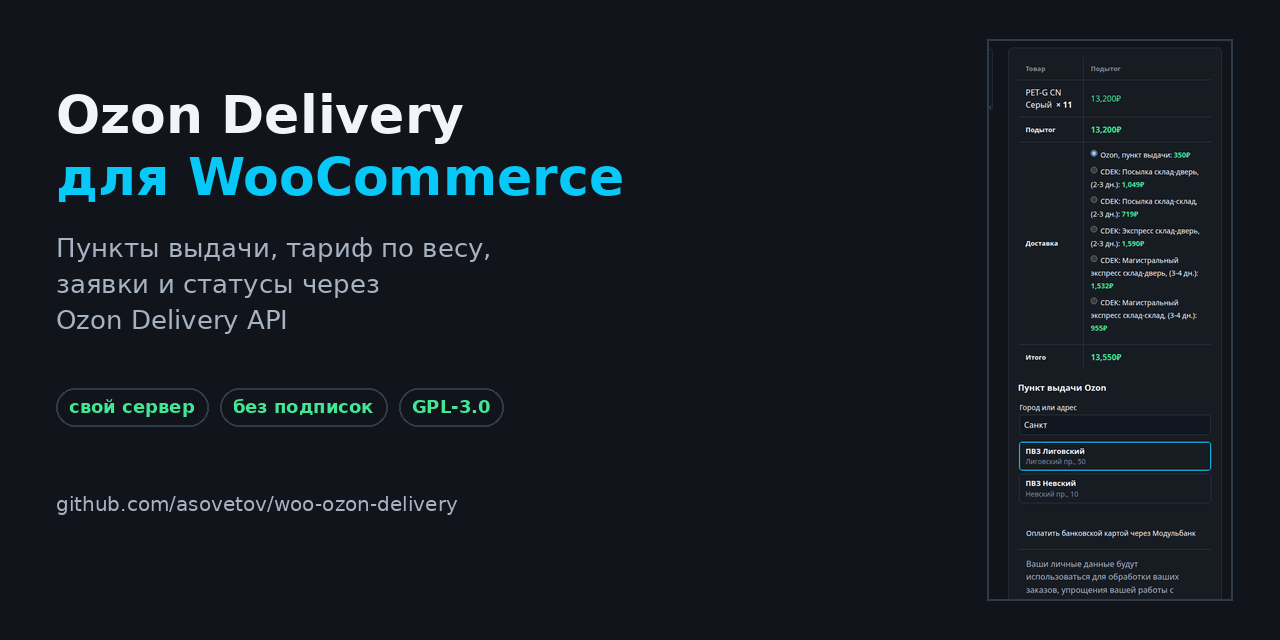 Ozon Delivery
для WooCommerce
Пункты выдачи, тариф по весу,
заявки и статусы через
Ozon Delivery API
свой сервер
без подписок
GPL-3.0
github.com/asovetov/woo-ozon-delivery
Товар Подытог
PET-G CN
Серый × 11
13,200₽
Подытог 13,200₽
Доставка
Ozon, пункт выдачи: 350₽
CDEK: Посылка склад-дверь,
(2-3 дн.): 1,049₽
CDEK: Посылка склад-склад,
(2-3 дн.): 719₽
CDEK: Экспресс склад-дверь,
(2-3 дн.): 1,590₽
CDEK: Магистральный
экспресс склад-дверь, (3-4 дн.):
1,532₽
CDEK: Магистральный
экспресс склад-склад, (3-4 дн.):
955₽
Итого 13,550₽
Пункт выдачи Ozon
Город или адрес
Санкт
ПВЗ Лиговский
Лиговский пр., 50
ПВЗ Невский
Невский пр., 10
Оплатить банковской картой через Модульбанк
Ваши личные данные будут
использоваться для обработки ваших
заказов, упрощения вашей работы с